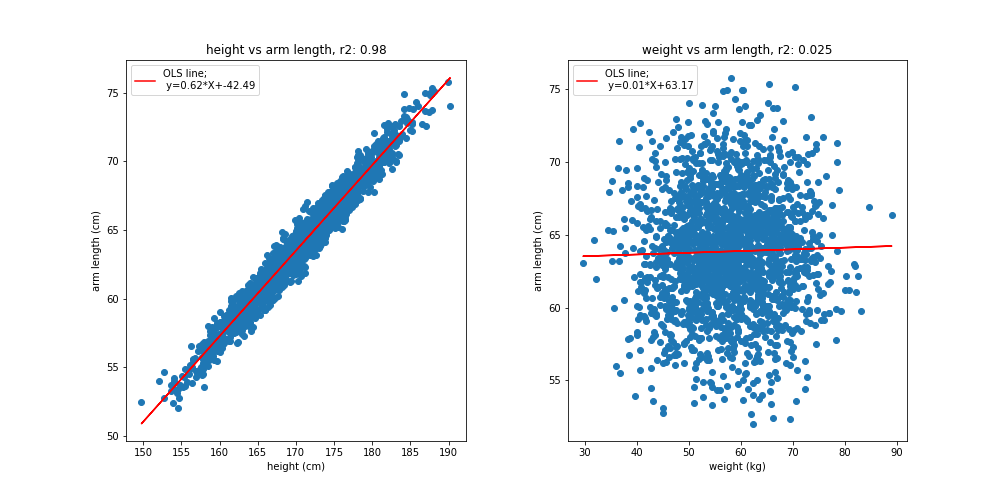 height vs arm length, r2: 0.98
OLS line;
y=0.62*X+-42.49
arm length (cm)
75
70
65
60
55
50
150 155 160 165 170 175 180 185 190
height (cm)
weight vs arm length, r2: 0.025
OLS line;
y=0.01*X+63.17
arm length (cm)
75
70
65
60
55
30 40 50 60 70 80 90
weight (kg)